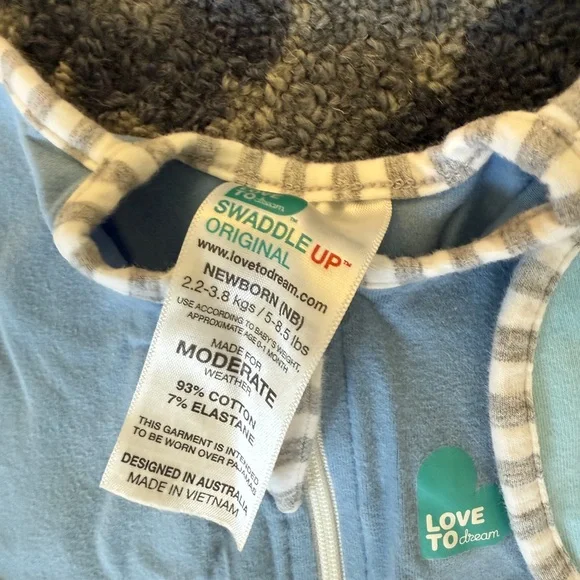 LOVE
TO dream
SWADDLE UP™
ORIGINAL
www.lovetodream.com
NEWBORN (NB)
2.2-3.8 kgs / 5-8.5 lbs
USE ACCORDING TO BABY'S WEIGHT,
APPROXIMATE AGE 0-1 MONTH
MADE FOR
MODERATE
WEATHER
93% COTTON
7% ELASTANE
THIS GARMENT IS INTENDED
TO BE WORN OVER PAJAMAS
DESIGNED IN AUSTRALIA
MADE IN VIETNAM
LOVE
TO dream